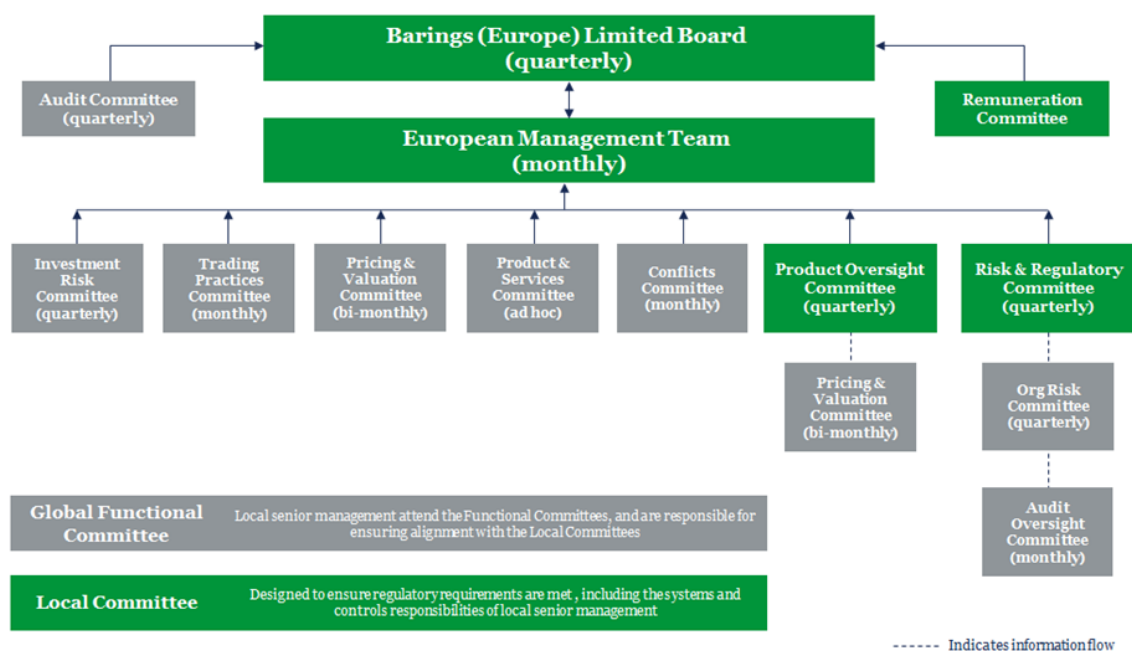 Barings (Europe) Limited Board
(quarterly)
Audit Committee
(quarterly)
Remuneration
Committee
European Management Team
(monthly)
Investment
Risk
Committee
(quarterly)
Trading
Practices
Committee
(monthly)
Pricing &
Valuation
Committee
(bi-monthly)
Product &
Services
Committee
(ad hoc)
Conflicts
Committee
(monthly)
Product Oversight
Committee
(quarterly)
Risk & Regulatory
Committee
(quarterly)
Pricing &
Valuation
Committee
(bi-monthly)
Org Risk
Committee
(quarterly)
Audit
Oversight
Committee
(monthly)
Global Functional
Committee
Local senior management attend the Functional Committees, and are responsible for
ensuring alignment with the Local Committees
Local Committee
Designed to ensure regulatory requirements are met , including the systems and
controls responsibilities of local senior management
Indicates information flow